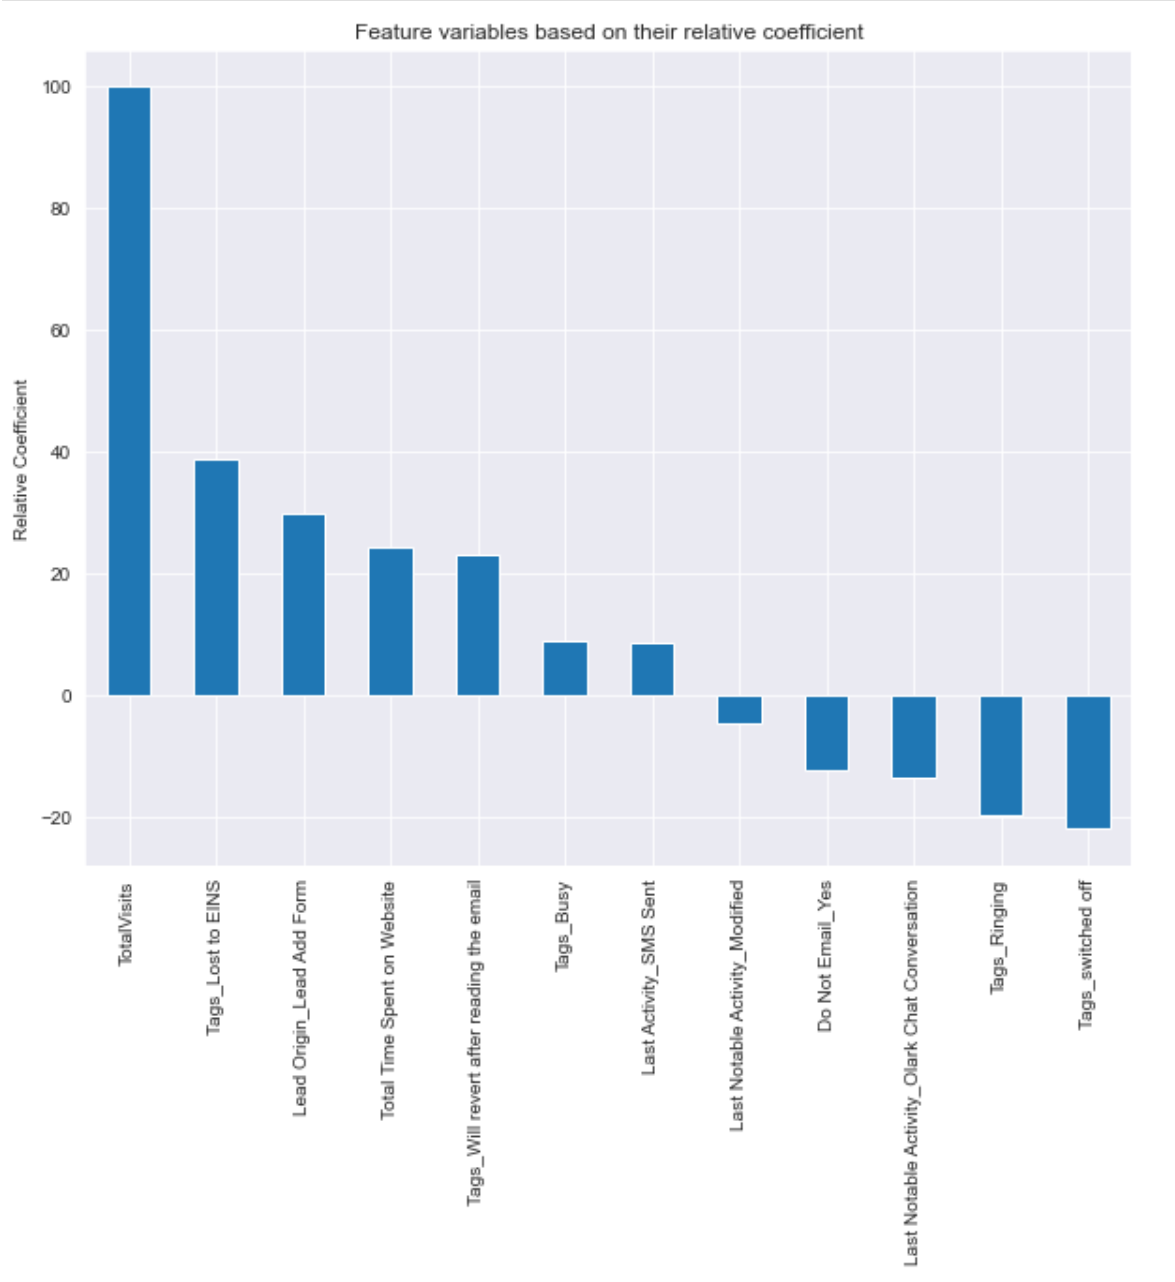 Feature variables based on their relative coefficient
100
80
60
40
20
0
−20
Relative Coefficient
TotalVisits
Tags_Lost to EINS
Lead Origin_Lead Add Form
Total Time Spent on Website
Tags_Will revert after reading the email
Tags_Busy
Last Activity_SMS Sent
Last Notable Activity_Modified
Do Not Email_Yes
Last Notable Activity_Olark Chat Conversation
Tags_Ringing
Tags_switched off